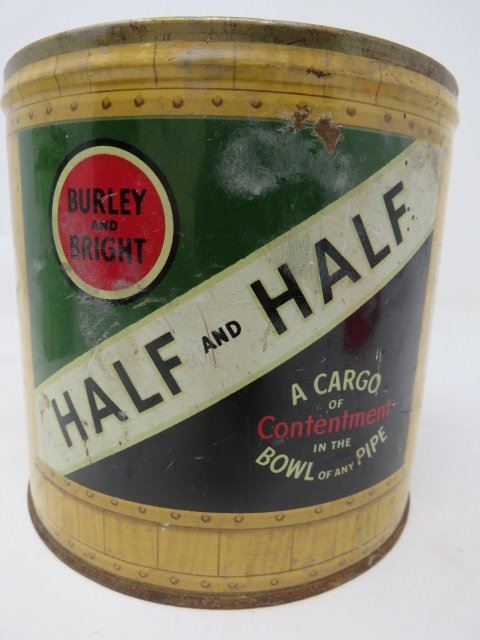 BURLEY
AND
BRIGHT
HALF AND HALF
A CARGO
OF
Contentment
IN THE
BOWL OF ANY PIPE